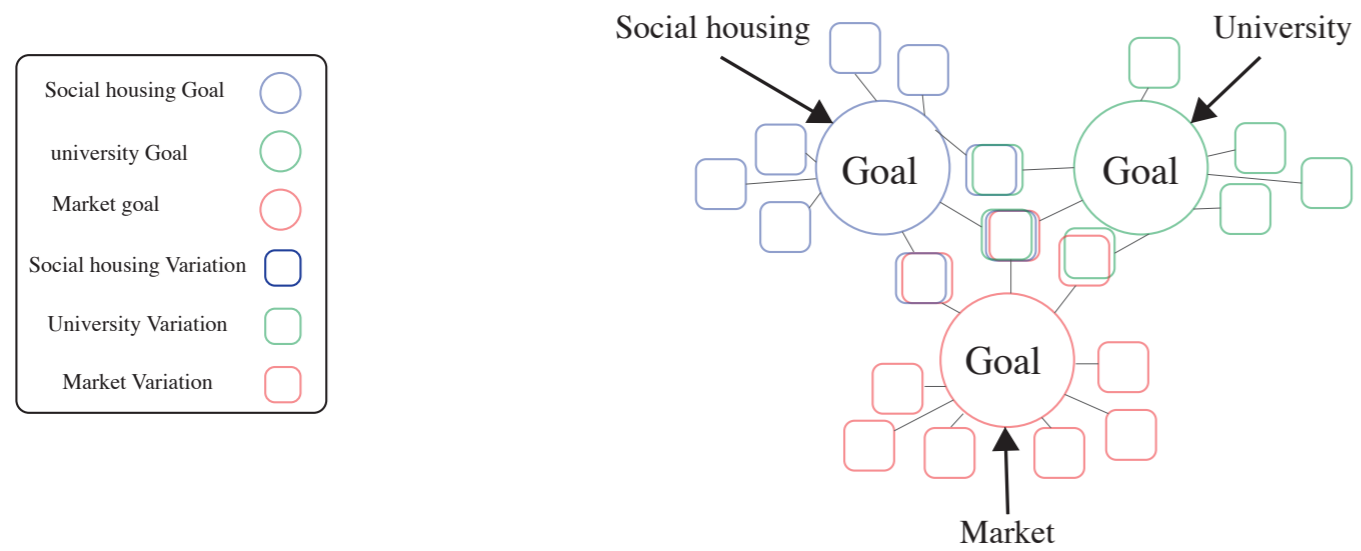 Social housing Goal
university Goal
Market goal
Social housing Variation
University Variation
Market Variation
Social housing
University
Goal
Goal
Goal
Market